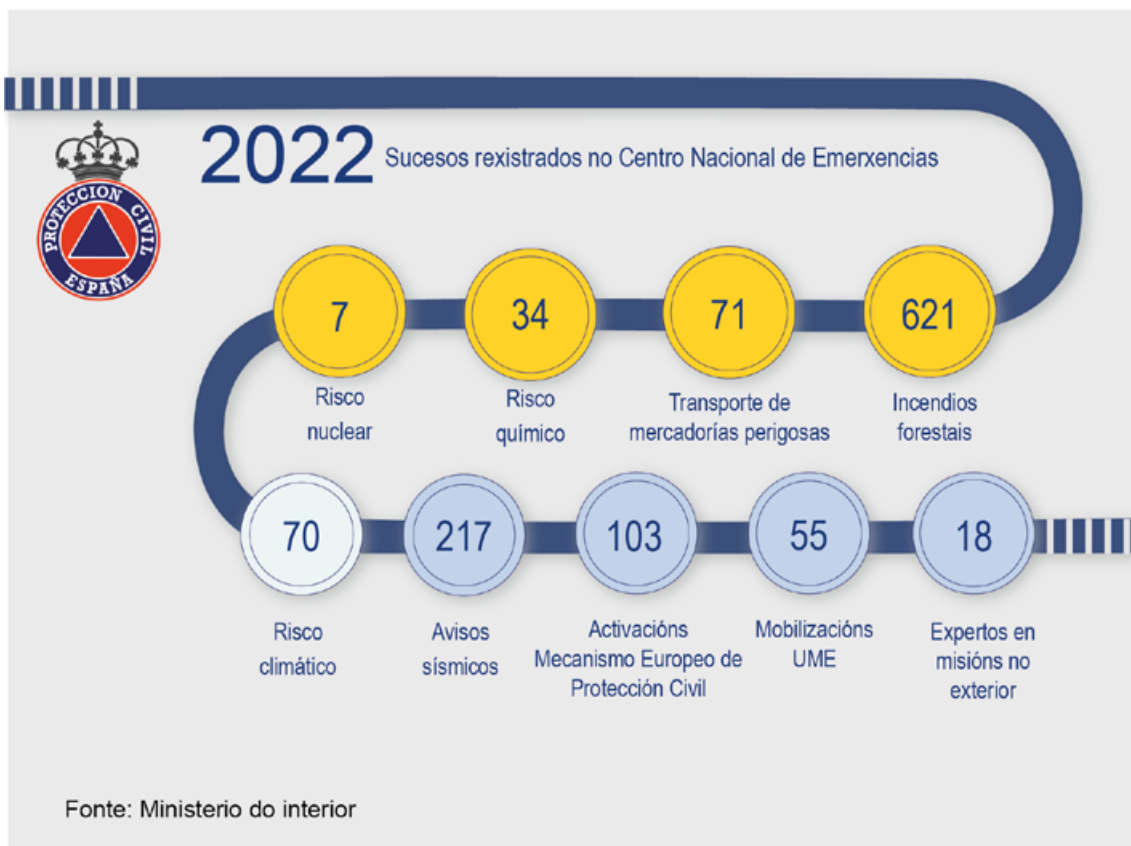 2022 Sucesos rexistrados no Centro Nacional de Emerxencias
PROTECCION CIVIL
ESPAÑA
7
Risco
nuclear
34
Risco
químico
71
Transporte de
mercadorías perigosas
621
Incendios
forestais
70
Risco
climático
217
Avisos
sísmicos
103
Activacións
Mecanismo Europeo de
Protección Civil
55
Mobilizacións
UME
18
Expertos en
misións no
exterior
Fonte: Ministerio do interior